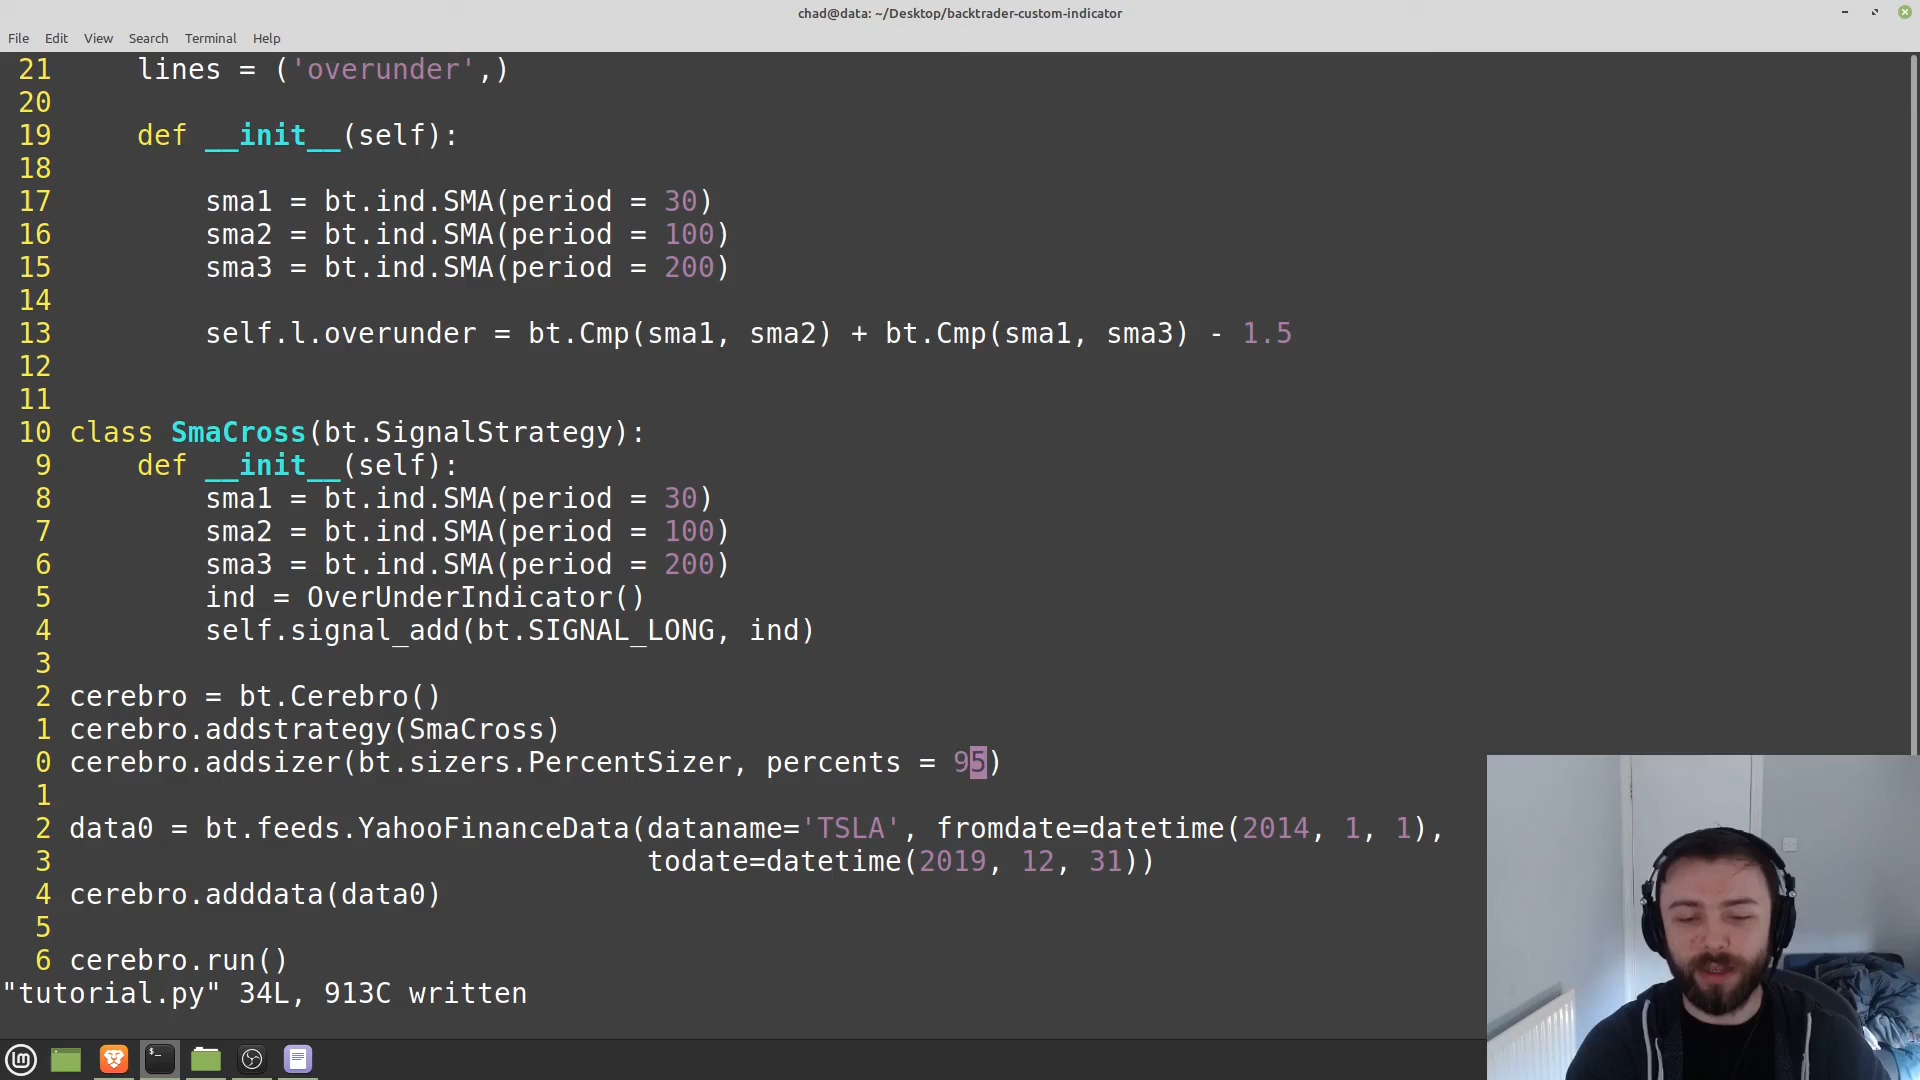 chad@data: ~/Desktop/backtrader-custom-indicator
File Edit View Search Terminal Help
21     lines = ('overunder',)
20
19     def __init__(self):
18
17         sma1 = bt.ind.SMA(period = 30)
16         sma2 = bt.ind.SMA(period = 100)
15         sma3 = bt.ind.SMA(period = 200)
14
13         self.l.overunder = bt.Cmp(sma1, sma2) + bt.Cmp(sma1, sma3) - 1.5
12
11
10 class SmaCross(bt.SignalStrategy):
9     def __init__(self):
8         sma1 = bt.ind.SMA(period = 30)
7         sma2 = bt.ind.SMA(period = 100)
6         sma3 = bt.ind.SMA(period = 200)
5         ind = OverUnderIndicator()
4         self.signal_add(bt.SIGNAL_LONG, ind)
3
2 cerebro = bt.Cerebro()
1 cerebro.addstrategy(SmaCross)
0 cerebro.addsizer(bt.sizers.PercentSizer, percents = 95)
1
2 data0 = bt.feeds.YahooFinanceData(dataname='TSLA', fromdate=datetime(2014, 1, 1),
3                                   todate=datetime(2019, 12, 31))
4 cerebro.adddata(data0)
5
6 cerebro.run()
"tutorial.py" 34L, 913C written